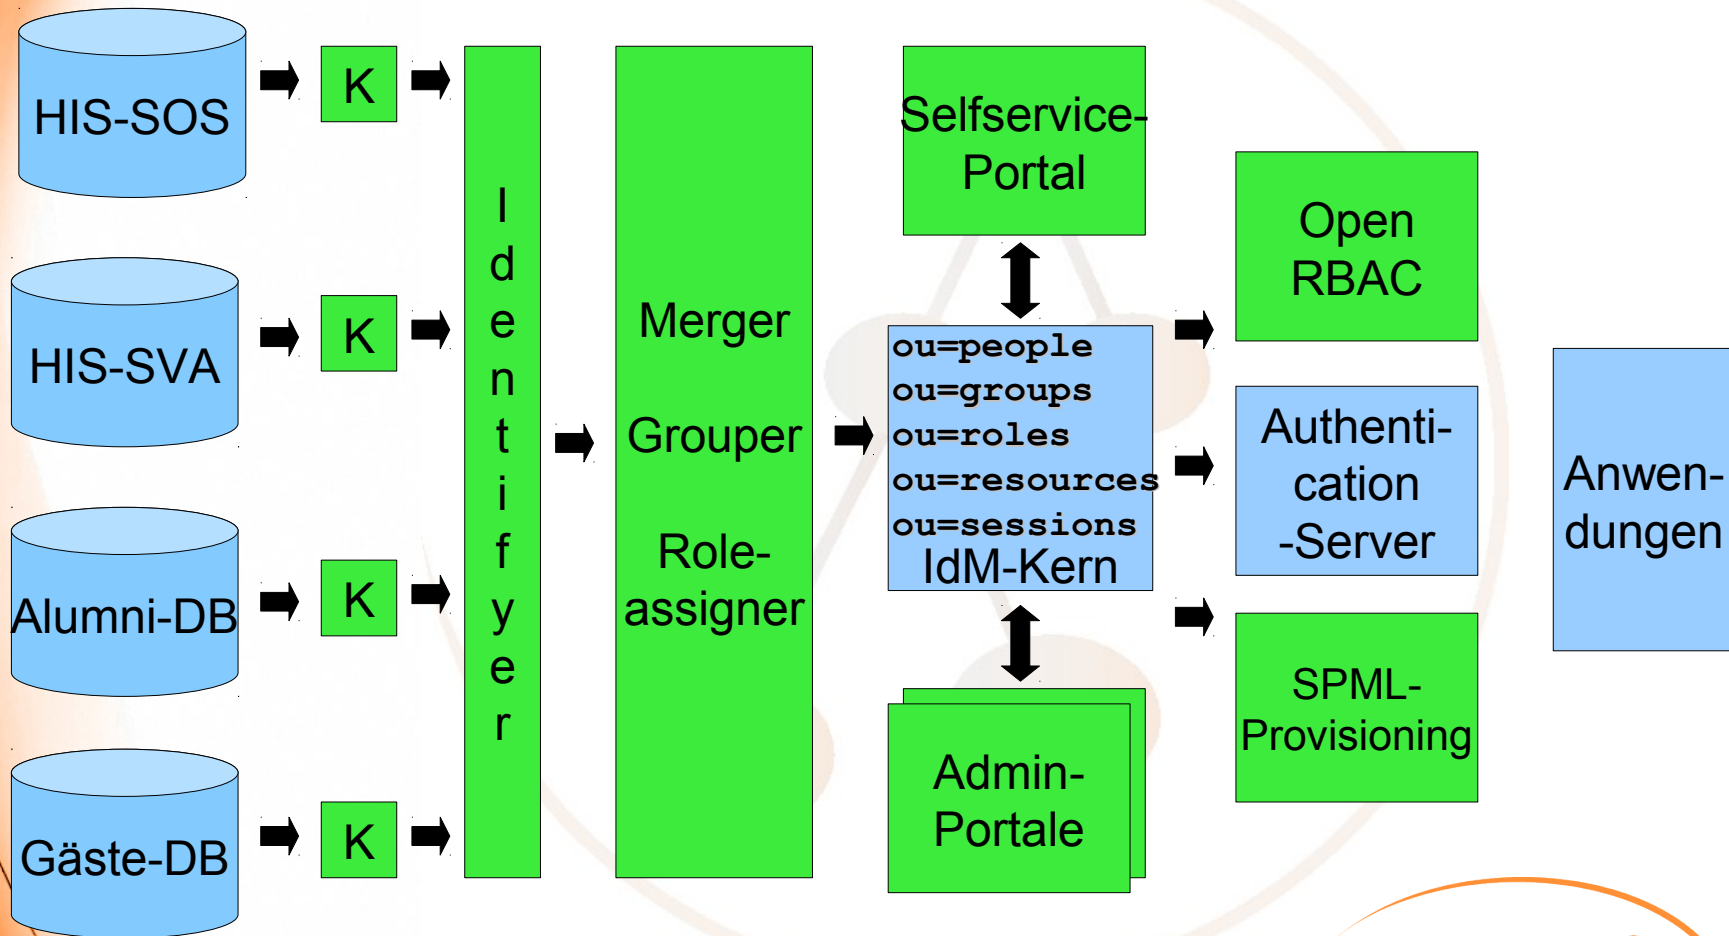 HIS-SOS
K
HIS-SVA
K
Alumni-DB
K
Gäste-DB
K
Identifyer
Merger
Grouper
Role-
assigner
Selfservice-
Portal
ou=people
ou=groups
ou=roles
ou=resources
ou=sessions
IdM-Kern
Admin-
Portale
Open
RBAC
Authenti-
cation
-Server
SPML-
Provisioning
Anwen-
dungen